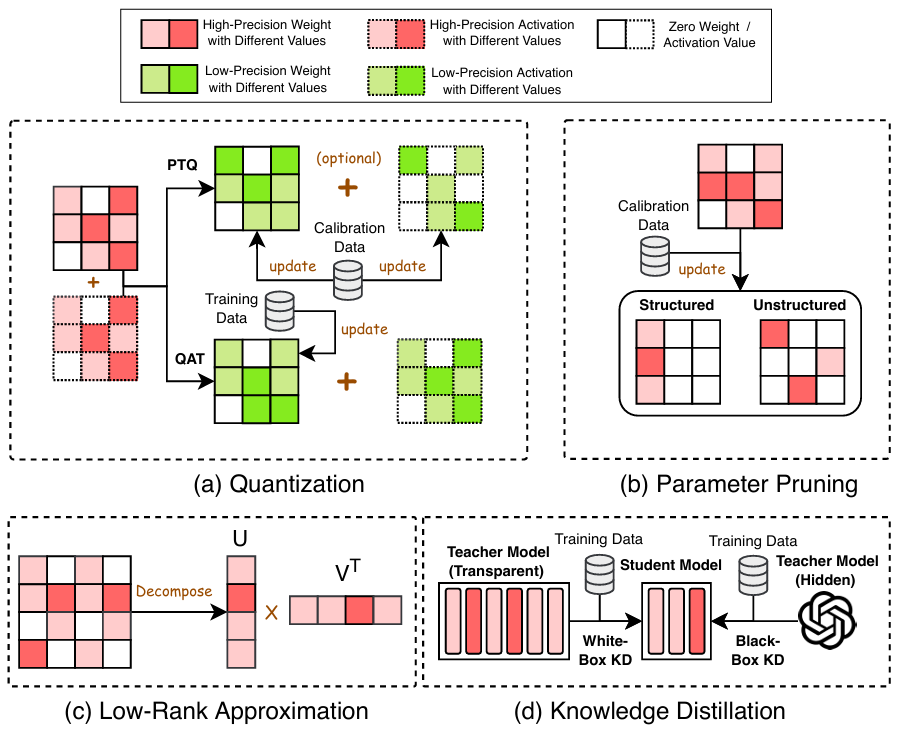 High-Precision Weight
with Different Values
High-Precision Activation
with Different Values
Zero Weight /
Activation Value
Low-Precision Weight
with Different Values
Low-Precision Activation
with Different Values
PTQ
(optional)
+
+
Calibration
Data
update
update
Training
Data
update
QAT
+
(a) Quantization
Calibration
Data
update
Structured
Unstructured
(b) Parameter Pruning
Decompose
U
X
V^T
(c) Low-Rank Approximation
Teacher Model
(Transparent)
Training Data
Student Model
Training Data
Teacher Model
(Hidden)
White-
Box KD
Black-
Box KD
(d) Knowledge Distillation